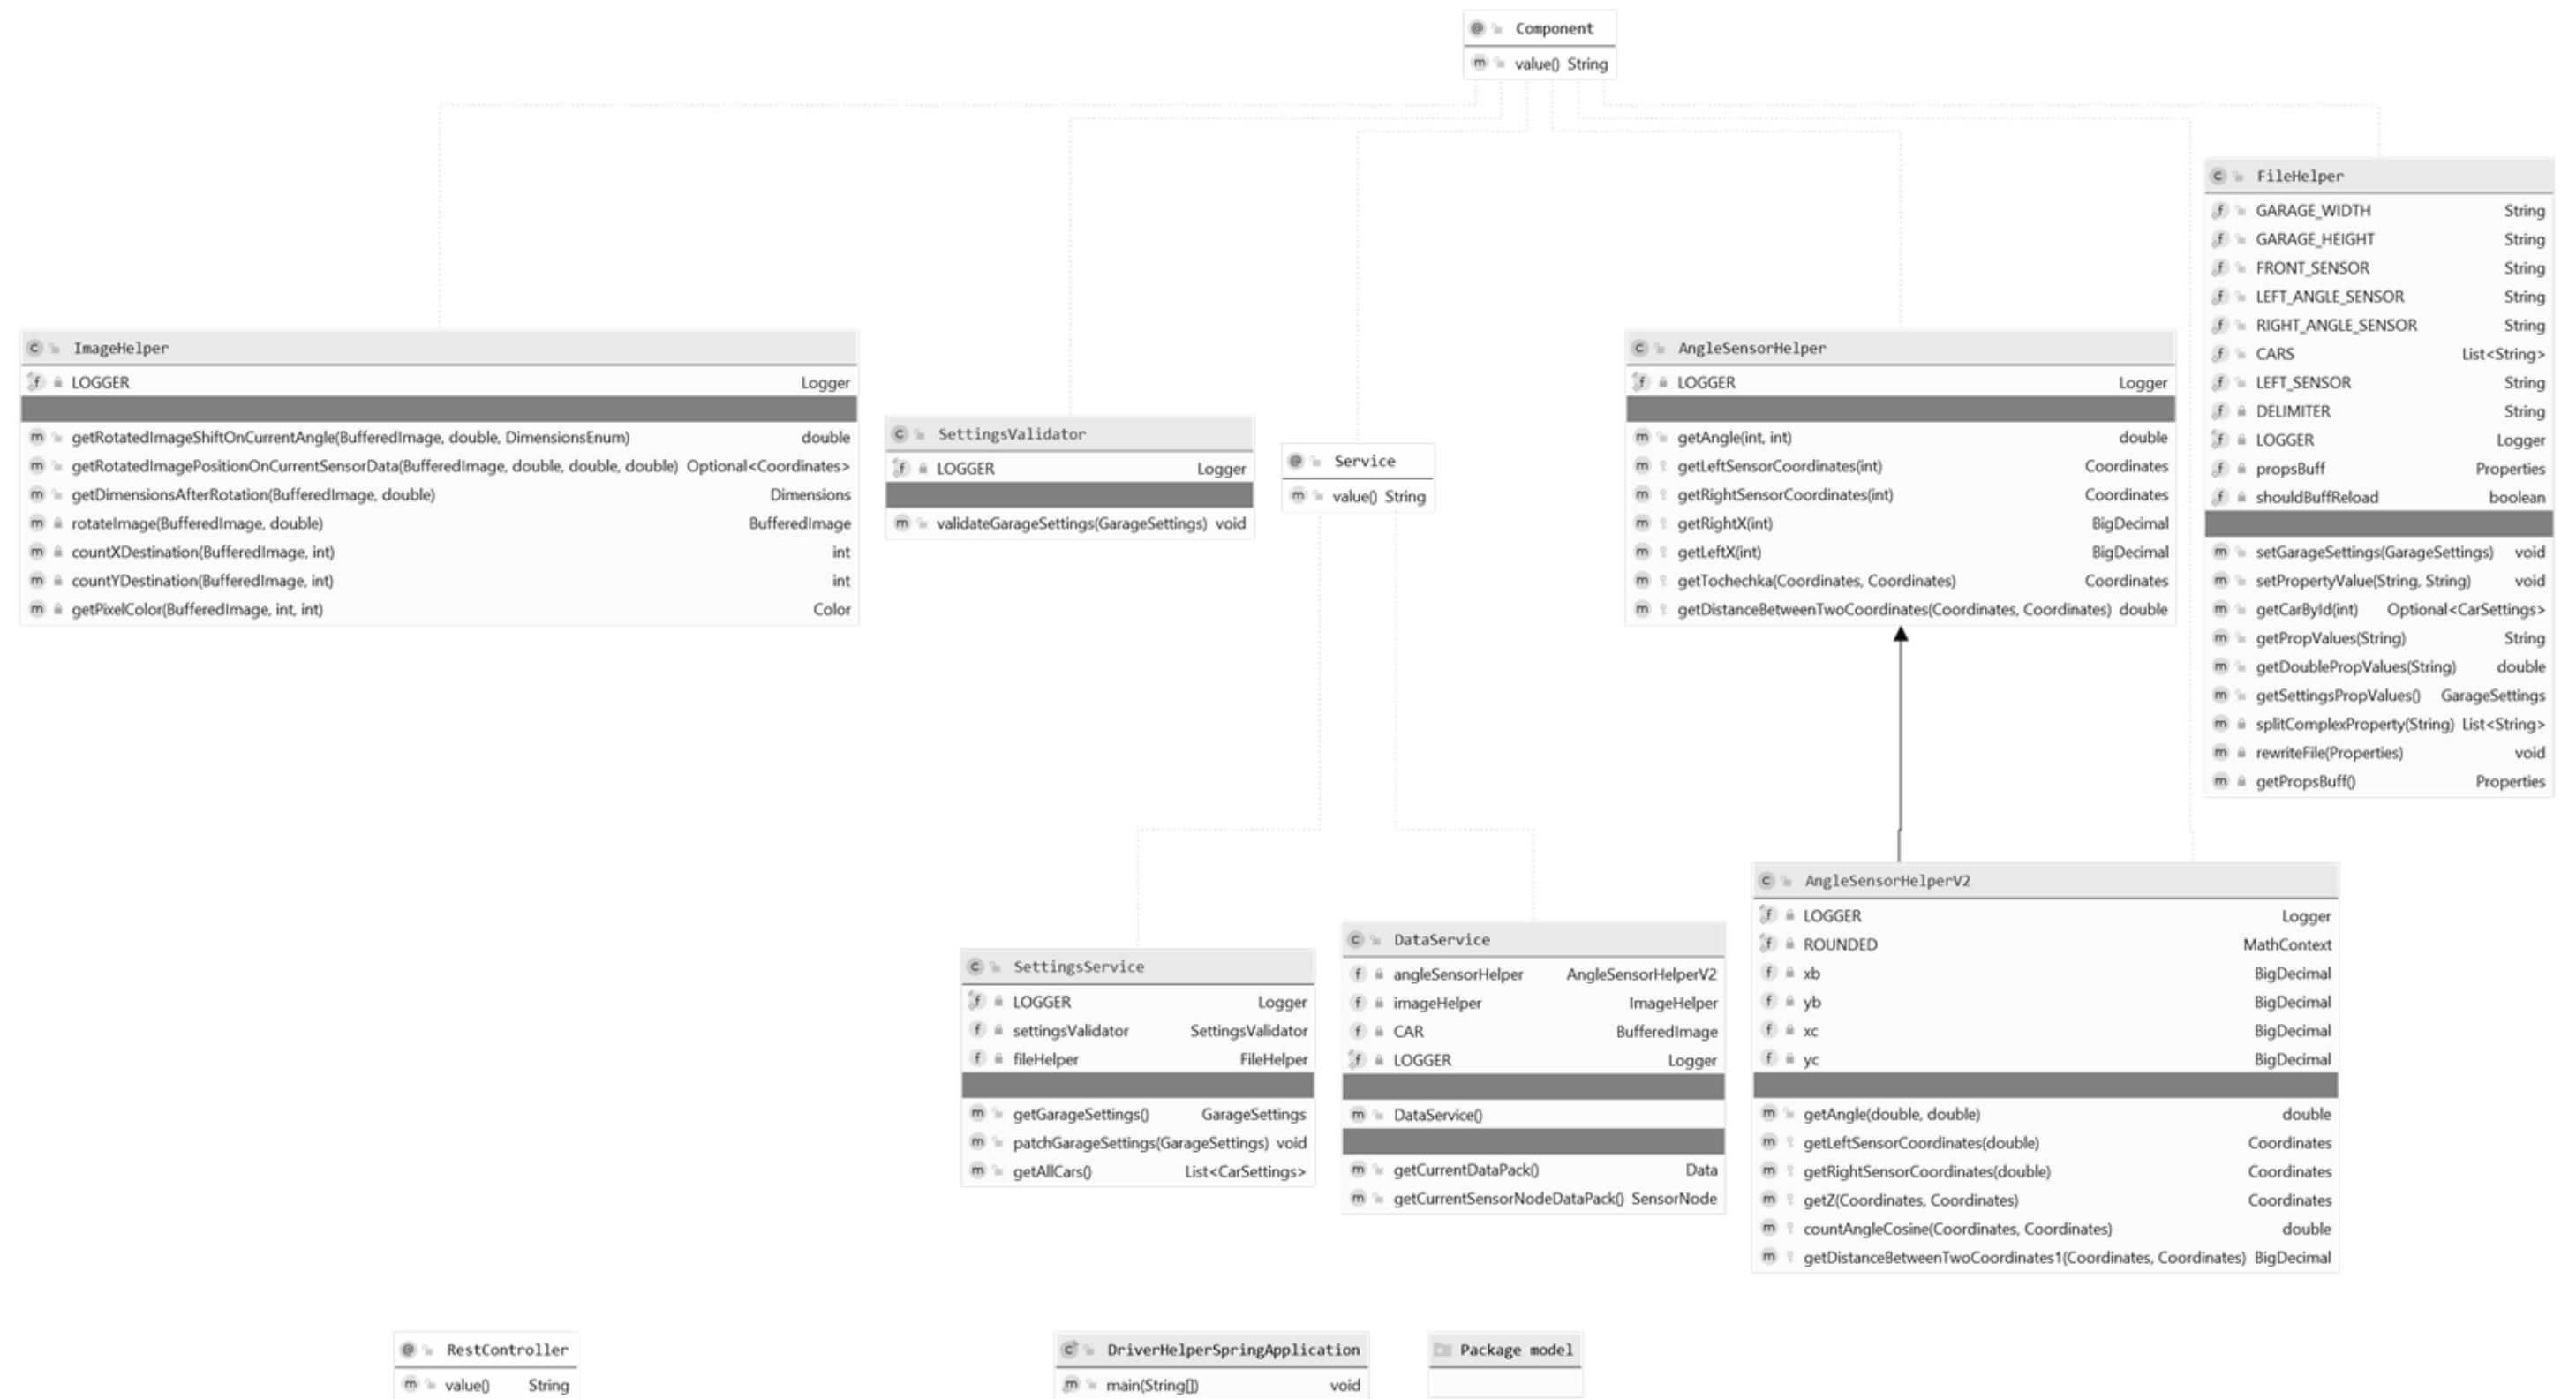 Component
value() String
FileHelper
GARAGE_WIDTH String
GARAGE_HEIGHT String
FRONT_SENSOR String
LEFT_ANGLE_SENSOR String
RIGHT_ANGLE_SENSOR String
CARS List<String>
LEFT_SENSOR String
DELIMITER String
LOGGER Logger
propsBuff Properties
shouldBuffReload boolean
setGarageSettings(GarageSettings) void
setPropertyValue(String, String) void
getCarById(int) Optional<CarSettings>
getPropValues(String) String
getDoublePropValues(String) double
getSettingsPropValues() GarageSettings
splitComplexProperty(String) List<String>
rewriteFile(Properties) void
getPropsBuff() Properties
ImageHelper
LOGGER Logger
getRotatedImageShiftOnCurrentAngle(BufferedImage, double, DimensionsEnum) double
getRotatedImagePositionOnCurrentSensorData(BufferedImage, double, double, double) Optional<Coordinates>
getDimensionsAfterRotation(BufferedImage, double) Dimensions
rotateImage(BufferedImage, double) BufferedImage
countXDestination(BufferedImage, int) int
countYDestination(BufferedImage, int) int
getPixelColor(BufferedImage, int, int) Color
SettingsValidator
LOGGER Logger
validateGarageSettings(GarageSettings) void
Service
value() String
AngleSensorHelper
LOGGER Logger
getAngle(int, int) double
getLeftSensorCoordinates(int) Coordinates
getRightSensorCoordinates(int) Coordinates
getRightX(int) BigDecimal
getLeftX(int) BigDecimal
getTochechka(Coordinates, Coordinates) Coordinates
getDistanceBetweenTwoCoordinates(Coordinates, Coordinates) double
SettingsService
LOGGER Logger
settingsValidator SettingsValidator
fileHelper FileHelper
getGarageSettings() GarageSettings
patchGarageSettings(GarageSettings) void
getAllCars() List<CarSettings>
DataService
angleSensorHelper AngleSensorHelperV2
imageHelper ImageHelper
CAR BufferedImage
LOGGER Logger
DataService()
getCurrentDataPack() Data
getCurrentSensorNodeDataPack() SensorNode
AngleSensorHelperV2
LOGGER Logger
ROUNDED MathContext
xb BigDecimal
yb BigDecimal
xc BigDecimal
yc BigDecimal
getAngle(double, double) double
getLeftSensorCoordinates(double) Coordinates
getRightSensorCoordinates(double) Coordinates
getZ(Coordinates, Coordinates) Coordinates
countAngleCosine(Coordinates, Coordinates) double
getDistanceBetweenTwoCoordinates1(Coordinates, Coordinates) BigDecimal
RestController
value() String
DriverHelperSpringApplication
main(String[]) void
Package model